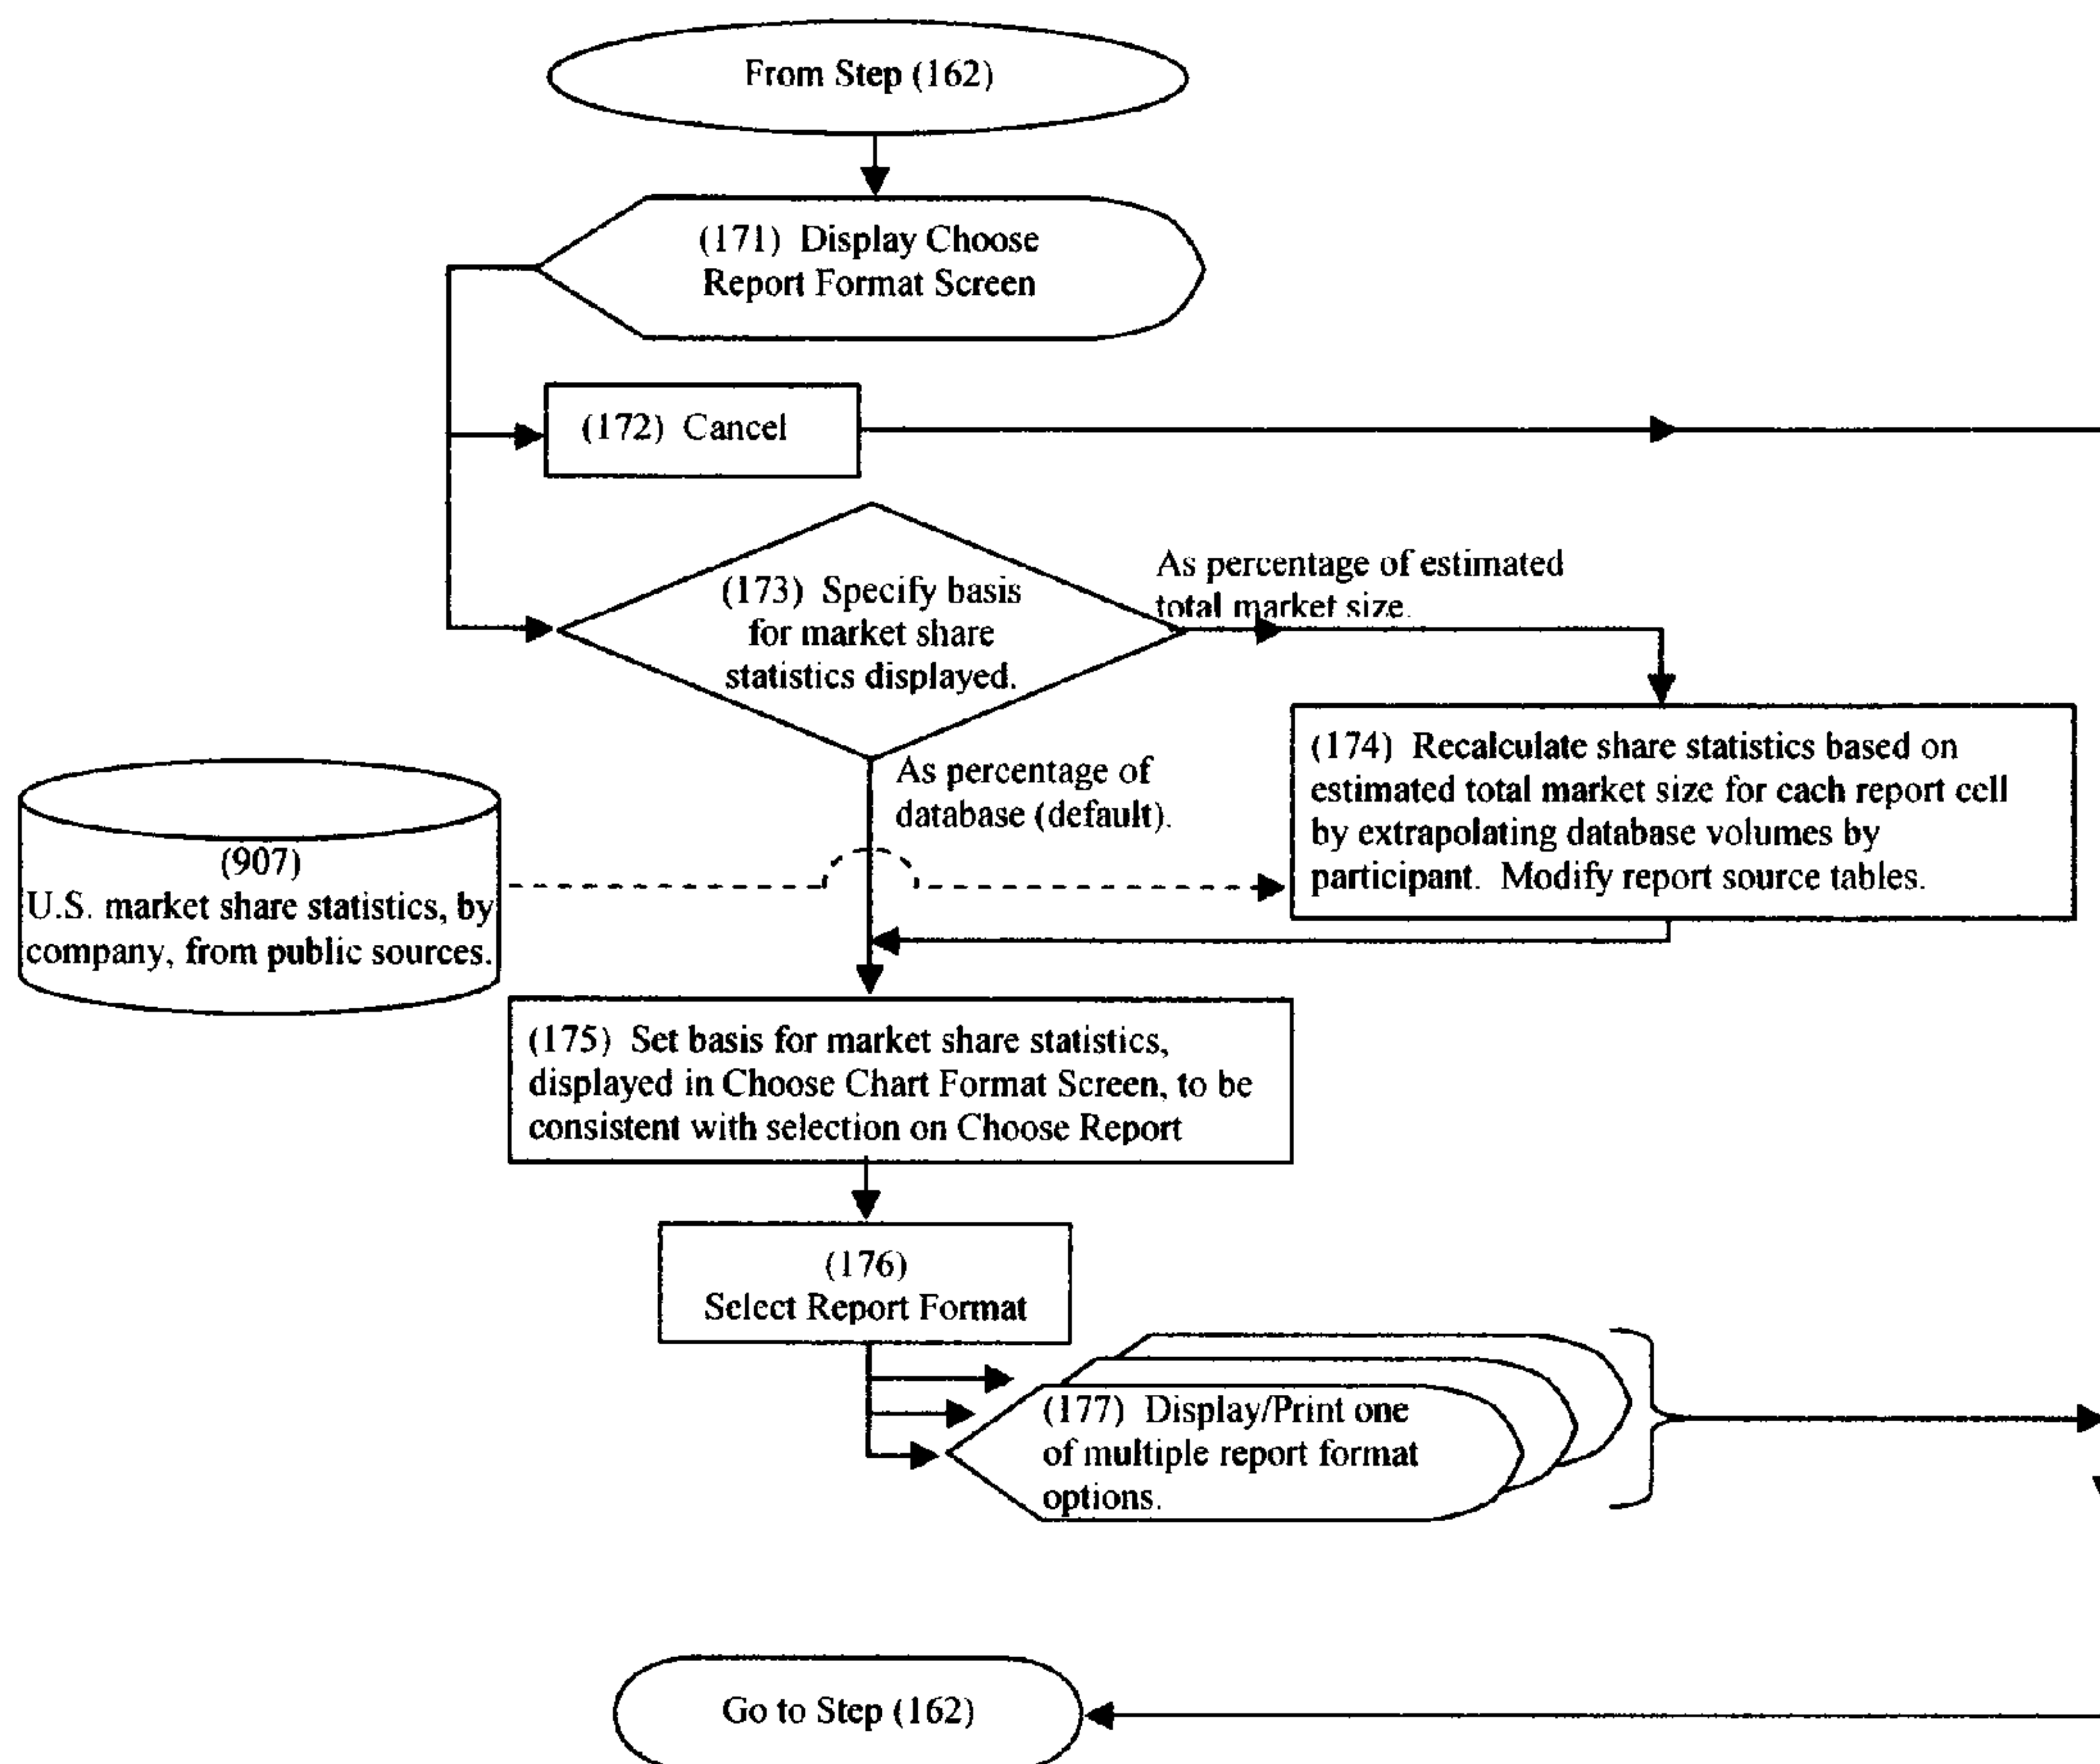 From Step (162)
(171) Display Choose
Report Format Screen
(172) Cancel
(173) Specify basis
for market share
statistics displayed.
As percentage of estimated
total market size.
(174) Recalculate share statistics based on
estimated total market size for each report cell
by extrapolating database volumes by
participant. Modify report source tables.
As percentage of
database (default).
(907)
U.S. market share statistics, by
company, from public sources.
(175) Set basis for market share statistics,
displayed in Choose Chart Format Screen, to be
consistent with selection on Choose Report
(176)
Select Report Format
(177) Display/Print one
of multiple report format
options.
Go to Step (162)